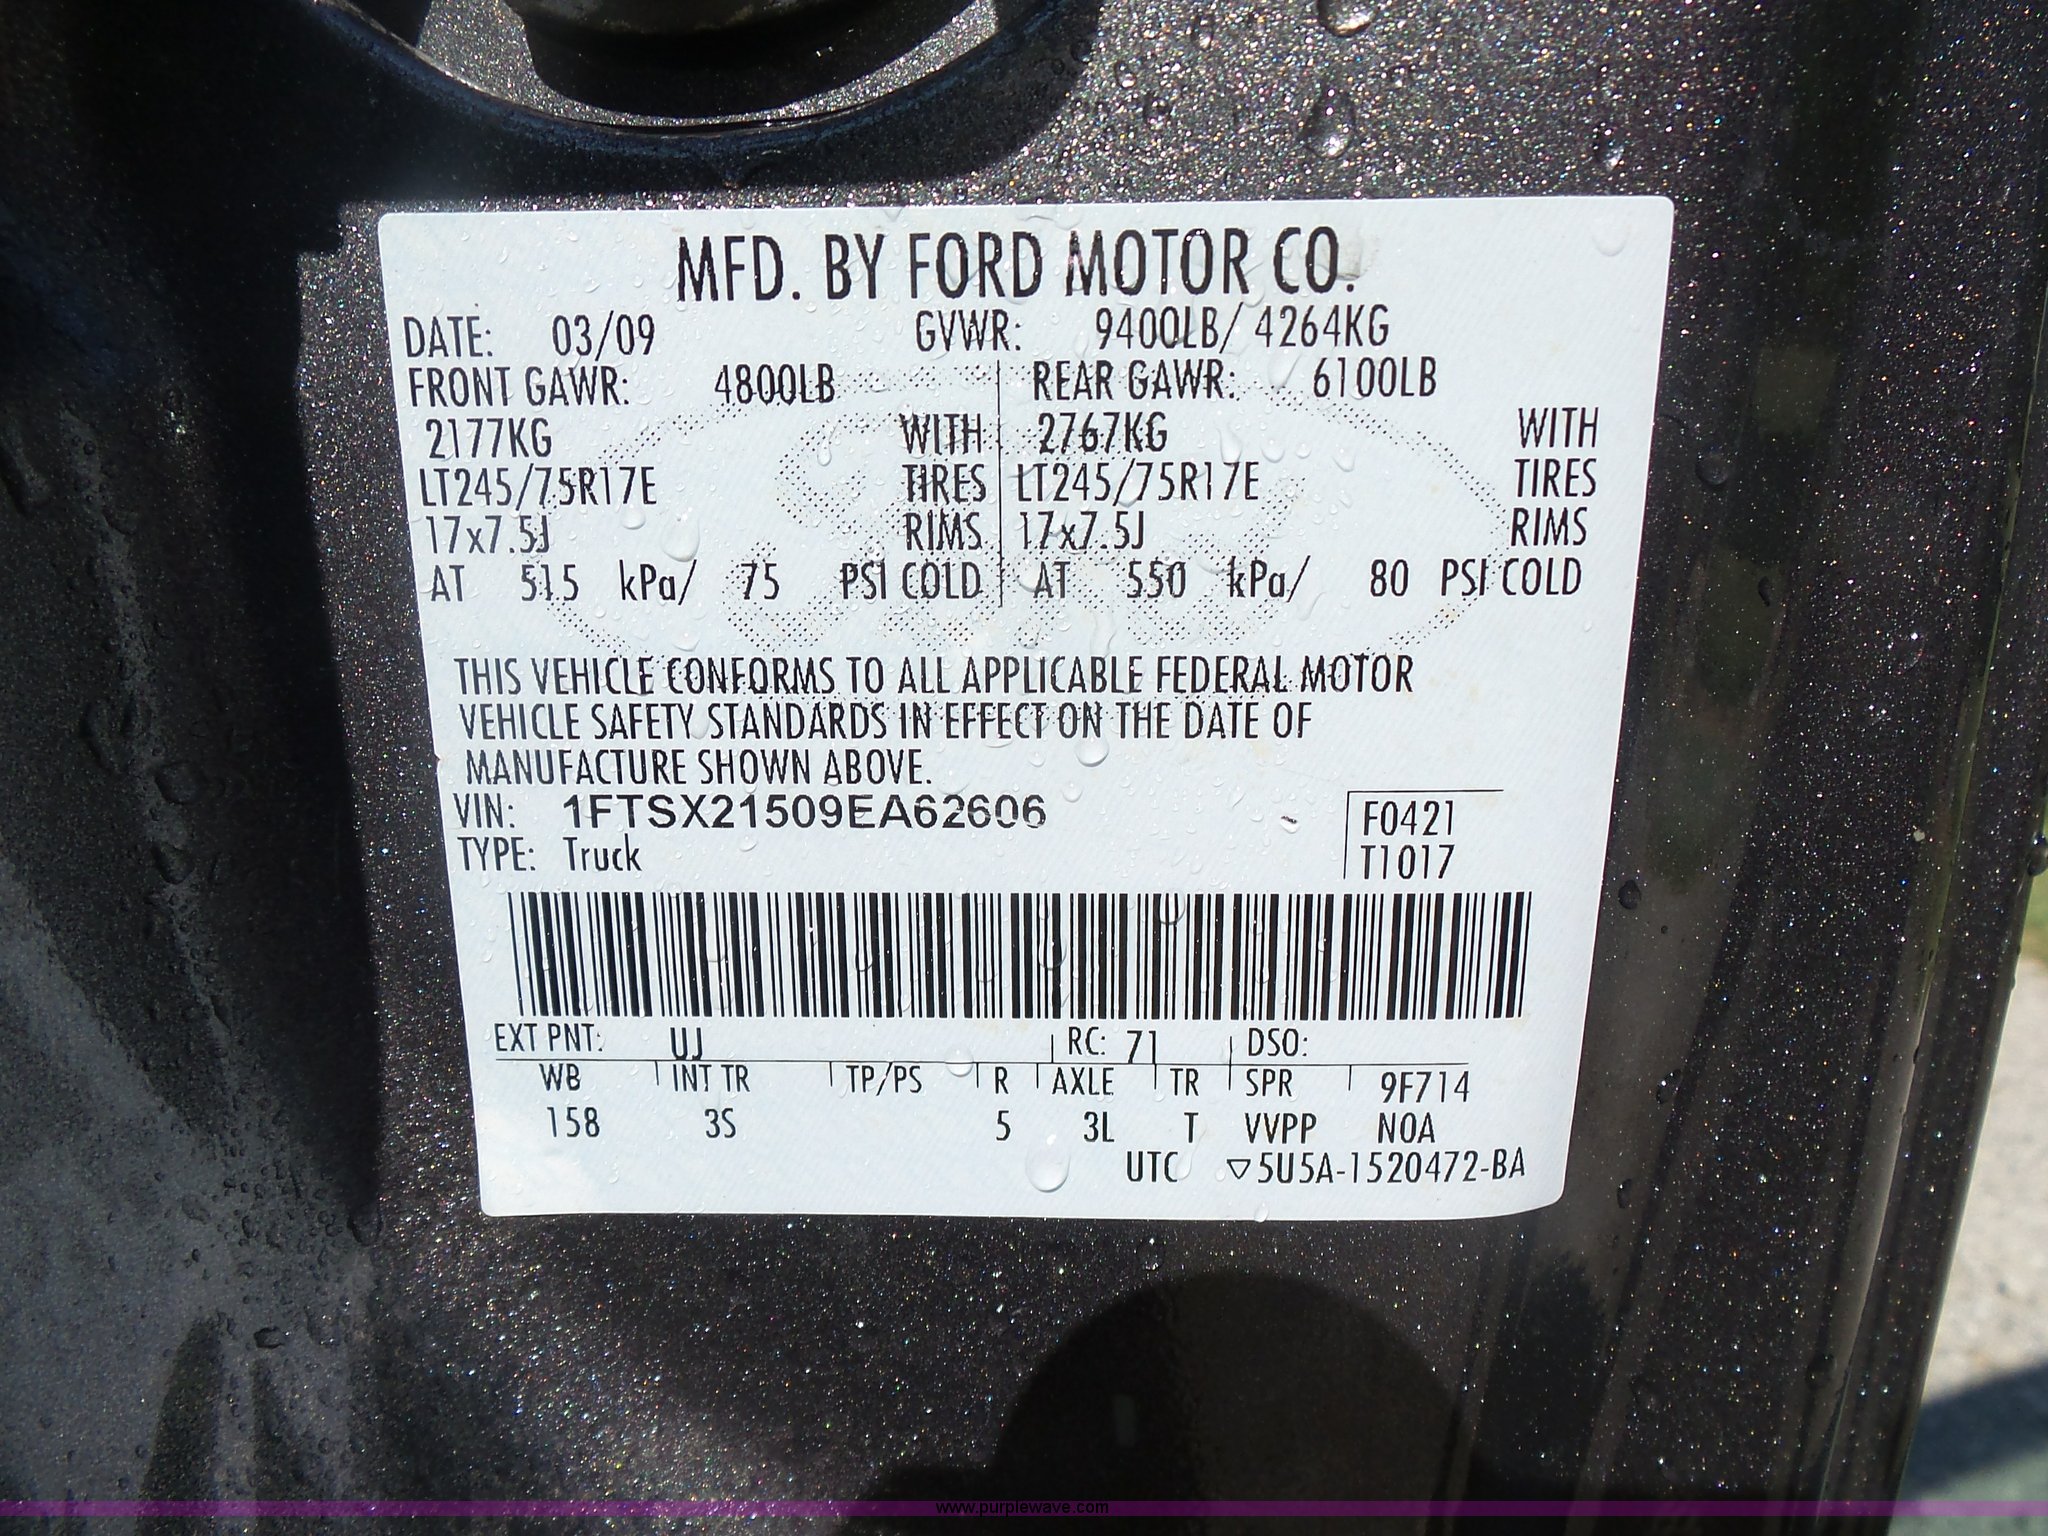 MFD. BY FORD MOTOR CO.
DATE: 03/09 GVWR: 9400LB/ 4264KG
FRONT GAWR: 4800LB REAR GAWR: 6100LB
2177KG WITH 2767KG WITH
LT245/75R17E TIRES LT245/75R17E TIRES
17x7.5J RIMS 17x7.5J RIMS
AT 515 kPa/ 75 PSI COLD AT 550 kPa/ 80 PSI COLD
THIS VEHICLE CONFORMS TO ALL APPLICABLE FEDERAL MOTOR
VEHICLE SAFETY STANDARDS IN EFFECT ON THE DATE OF
MANUFACTURE SHOWN ABOVE.
VIN: 1FTSX21509EA62606 F0421
TYPE: Truck T1017
EXT PNT: UJ RC: 71 DSO:
WB INT TR TP/PS R AXLE TR SPR 9F714
158 3S 5 3L T VVPP NOA
UTC ▽5U5A-1520472-BA
www.purplewave.com